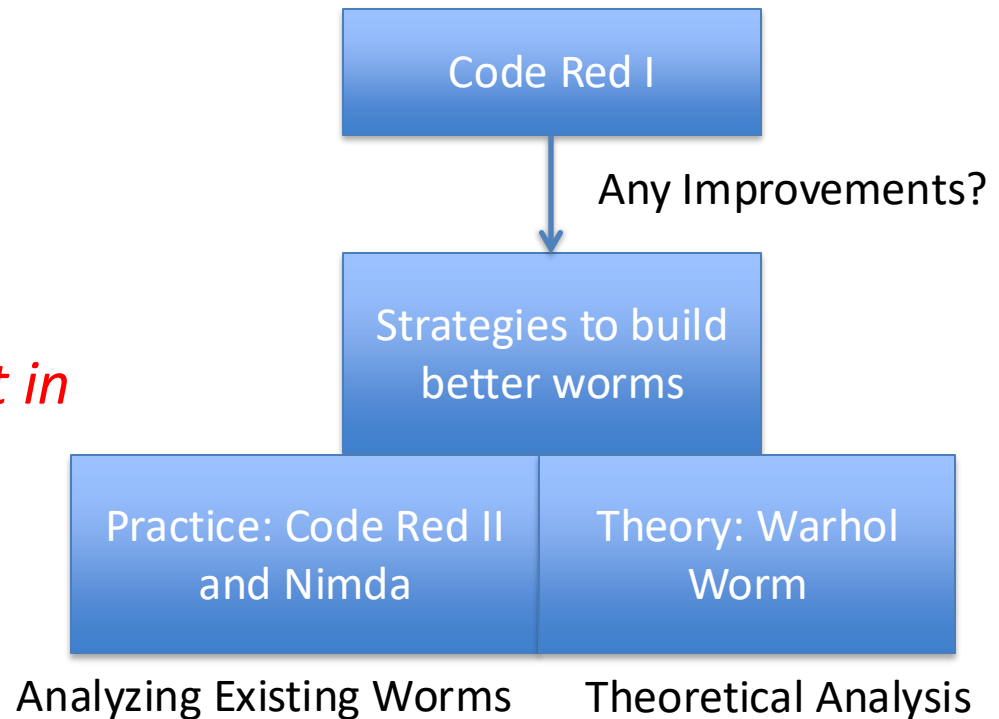 Code Red I
Any Improvements?
Strategies to build
better worms
in
Practice: Code Red II
and Nimda
Theory: Warhol
Worm
Analyzing Existing Worms
Theoretical Analysis